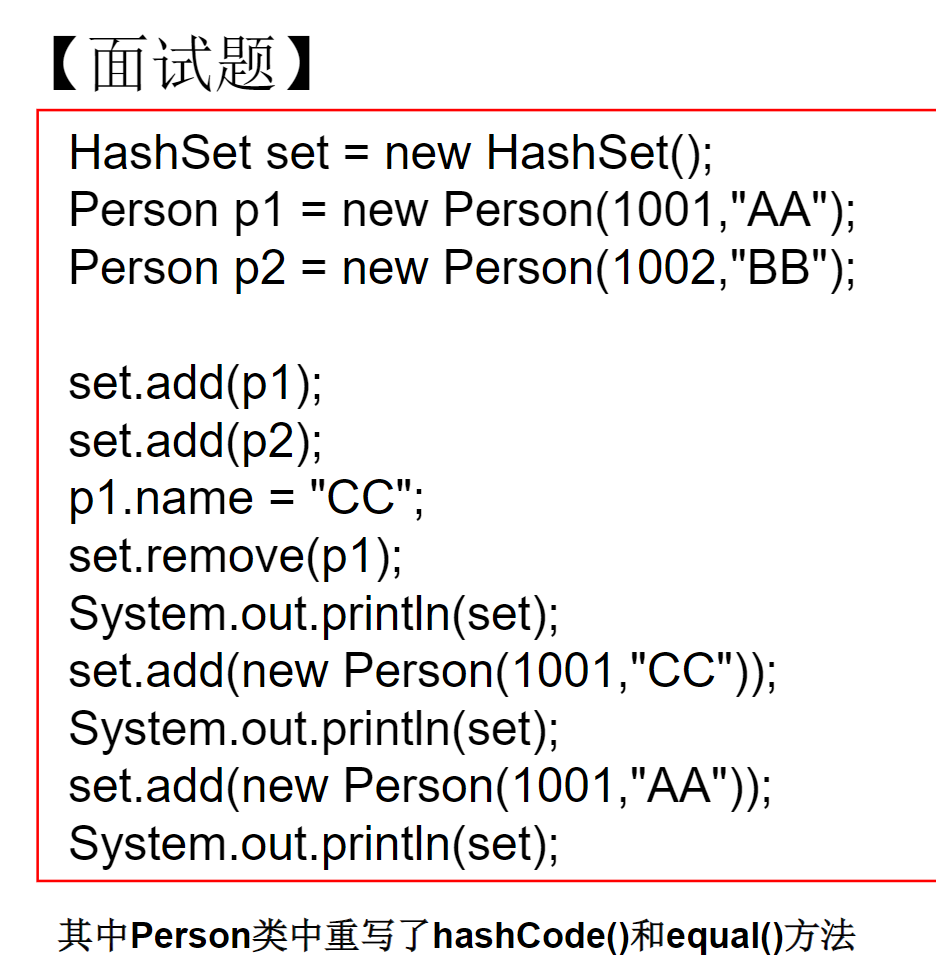 【面试题】
HashSet set = new HashSet();
Person p1 = new Person(1001,"AA");
Person p2 = new Person(1002,"BB");
set.add(p1);
set.add(p2);
p1.name = "CC";
set.remove(p1);
System.out.println(set);
set.add(new Person(1001,"CC"));
System.out.println(set);
set.add(new Person(1001,"AA"));
System.out.println(set);
其中Person类中重写了hashCode()和equal()方法